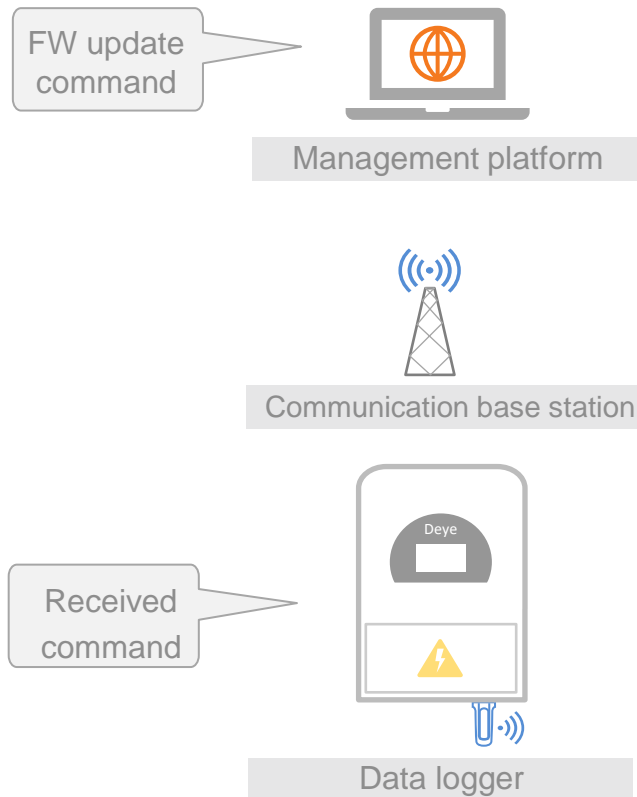 FW update
command
Management platform
Communication base station
Deye
Received
command
Data logger